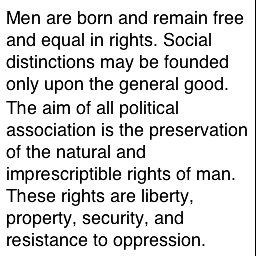 Men are born and remain free
and equal in rights. Social
distinctions may be founded
only upon the general good.
The aim of all political
association is the preservation
of the natural and
imprescriptible rights of man.
These rights are liberty,
property, security, and
resistance to oppression.